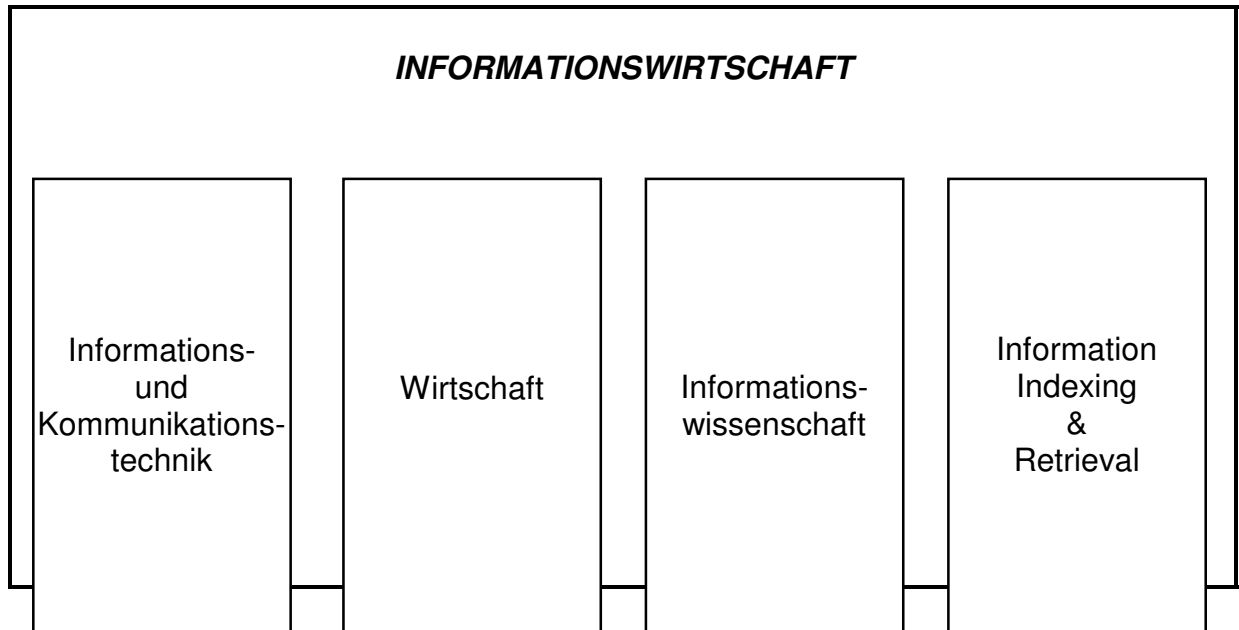 INFORMATIONSWIRTSCHAFT
Informations-
und
Kommunikations-
technik
Wirtschaft
Informations-
wissenschaft
Information
Indexing
&
Retrieval